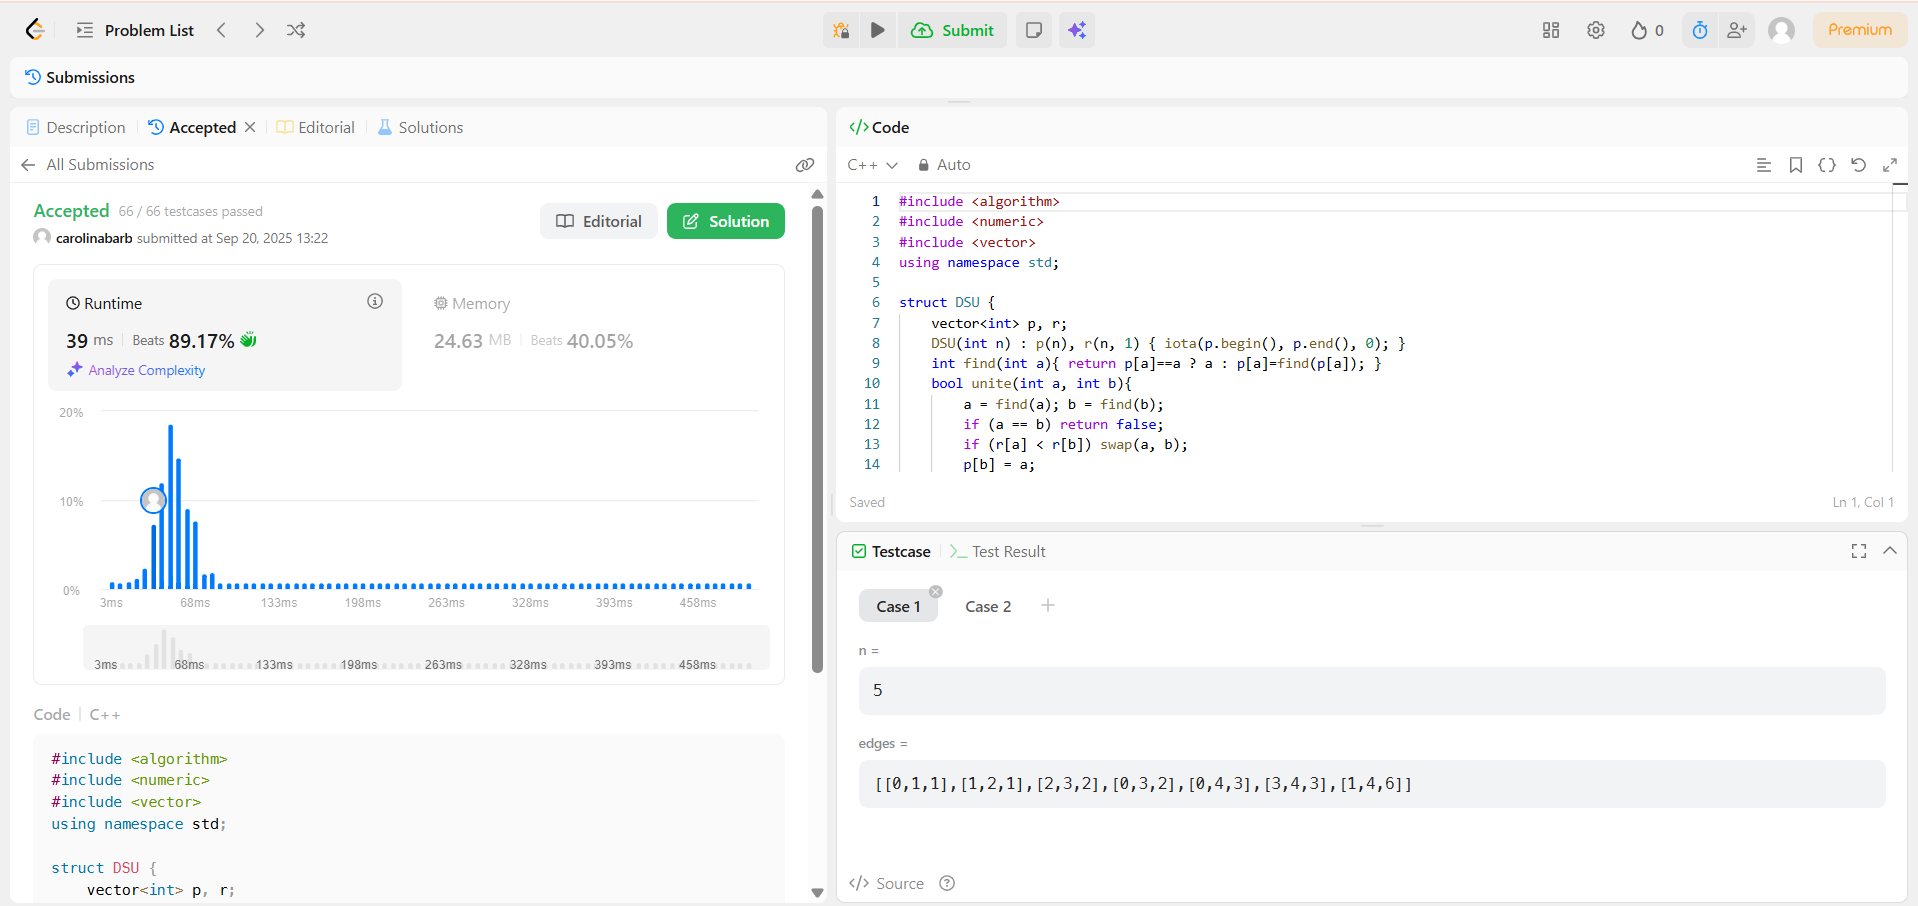 Problem List
Submit
0
Premium
Submissions
Description
Accepted
Editorial
Solutions
All Submissions
Accepted 66 / 66 testcases passed
carolinabarb submitted at Sep 20, 2025 13:22
Editorial
Solution
Runtime
39 ms Beats 89.17%
Analyze Complexity
Memory
24.63 MB Beats 40.05%
20%
10%
0%
3ms 68ms 133ms 198ms 263ms 328ms 393ms 458ms
3ms 68ms 133ms 198ms 263ms 328ms 393ms 458ms
Code C++
#include <algorithm>
#include <numeric>
#include <vector>
using namespace std;
struct DSU {
vector<int> p, r;
</> Code
C++ Auto
1 #include <algorithm>
2 #include <numeric>
3 #include <vector>
4 using namespace std;
5
6 struct DSU {
7 vector<int> p, r;
8 DSU(int n) : p(n), r(n, 1) { iota(p.begin(), p.end(), 0); }
9 int find(int a){ return p[a]==a ? a : p[a]=find(p[a]); }
10 bool unite(int a, int b){
11 a = find(a); b = find(b);
12 if (a == b) return false;
13 if (r[a] < r[b]) swap(a, b);
14 p[b] = a;
Saved
Ln 1, Col 1
Testcase
Test Result
Case 1
Case 2
n =
5
edges =
[[0,1,1],[1,2,1],[2,3,2],[0,3,2],[0,4,3],[3,4,3],[1,4,6]]
</> Source